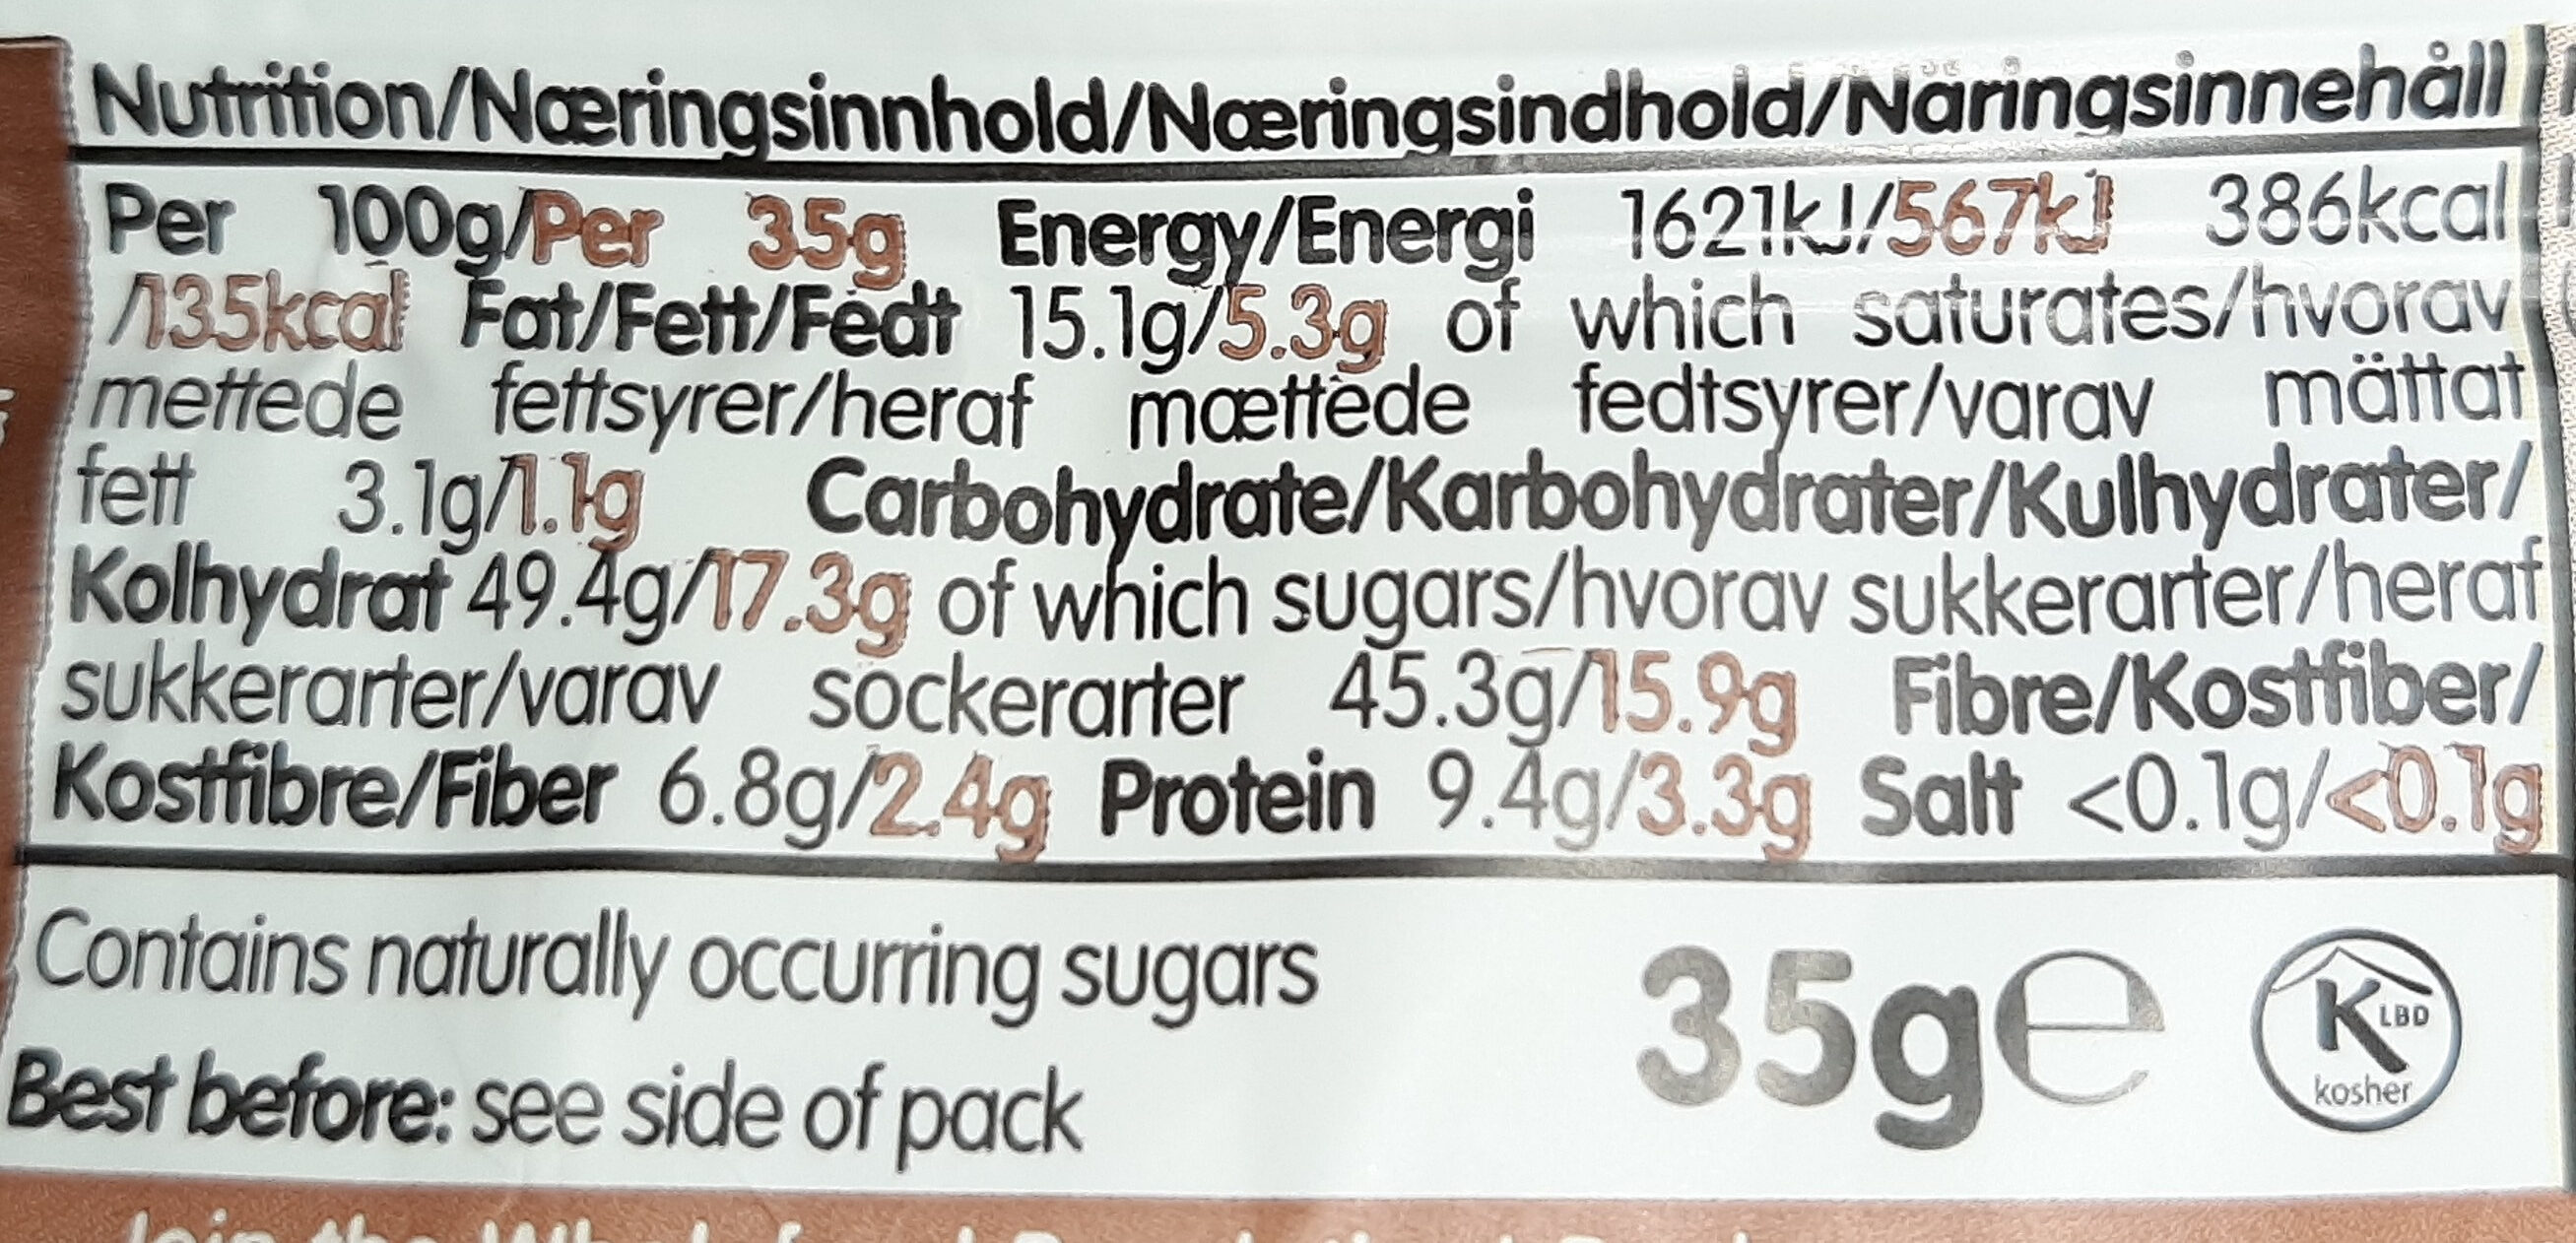 Nutrition/Næringsinnhold/Næringsindhold/Näringsinnehåll
Per 100g/Per 35g Energy/Energi 1621kJ/567kJ 386kcal
/135kcal Fat/Fett/Fedt 15.1g/5.3g of which saturates/hvorav
mettede fettsyrer/heraf mættede fedtsyrer/varav mättat
fett 3.1g/1.1g Carbohydrate/Karbohydrater/Kulhydrater/
Kolhydrat 49.4g/17.3g of which sugars/hvorav sukkerarter/heraf
sukkerarter/varav sockerarter 45.3g/15.9g Fibre/Kostfiber/
Kostfibre/Fiber 6.8g/2.4g Protein 9.4g/3.3g Salt <0.1g/<0.1g
Contains naturally occurring sugars
Best before: see side of pack
35g℮
K LBD
kosher
Join the